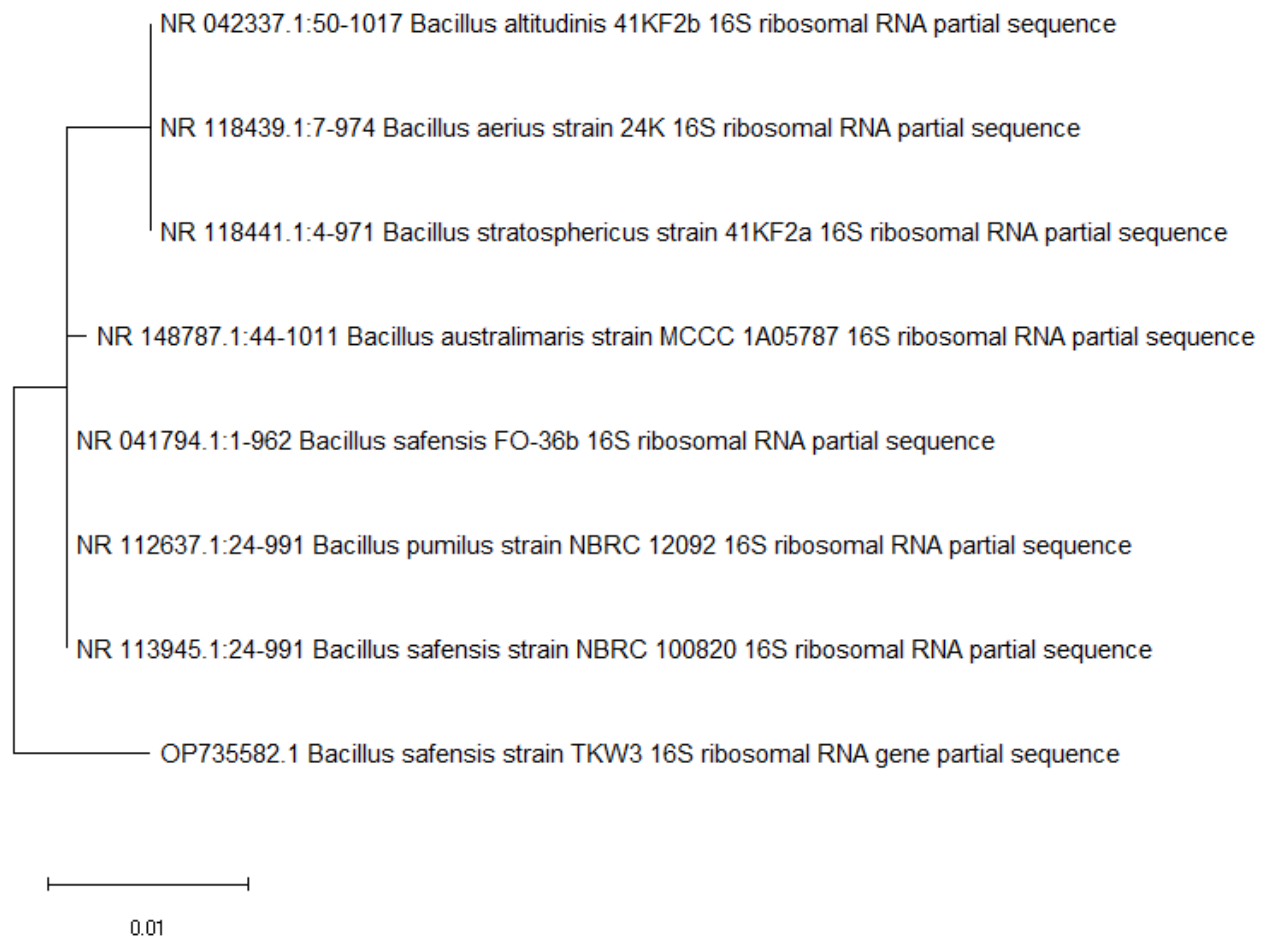 NR 042337.1:50-1017 Bacillus altitudinis 41KF2b 16S ribosomal RNA partial sequence
NR 118439.1:7-974 Bacillus aerius strain 24K 16S ribosomal RNA partial sequence
NR 118441.1:4-971 Bacillus stratosphericus strain 41KF2a 16S ribosomal RNA partial sequence
NR 148787.1:44-1011 Bacillus australimaris strain MCCC 1A05787 16S ribosomal RNA partial sequence
NR 041794.1:1-962 Bacillus safensis FO-36b 16S ribosomal RNA partial sequence
NR 112637.1:24-991 Bacillus pumilus strain NBRC 12092 16S ribosomal RNA partial sequence
NR 113945.1:24-991 Bacillus safensis strain NBRC 100820 16S ribosomal RNA partial sequence
OP735582.1 Bacillus safensis strain TKW3 16S ribosomal RNA gene partial sequence
0.01